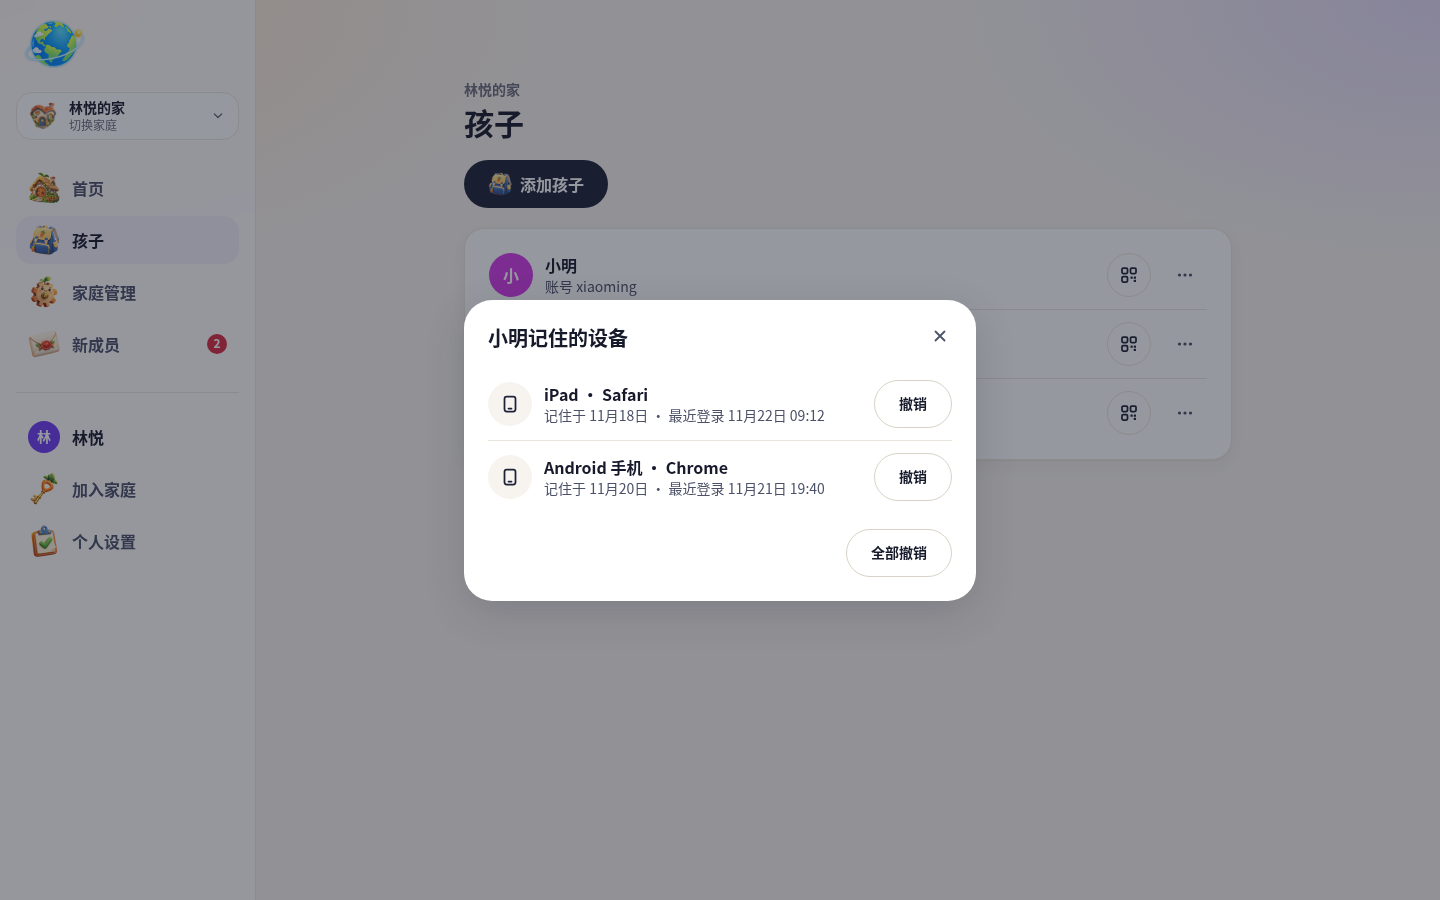 林悦的家
切换家庭
首页
孩子
家庭管理
新成员
2
林
林悦
加入家庭
个人设置
林悦的家
孩子
添加孩子
小
小明
账号 xiaoming
小明记住的设备
iPad · Safari
记住于 11月18日 · 最近登录 11月22日 09:12
撤销
Android 手机 · Chrome
记住于 11月20日 · 最近登录 11月21日 19:40
撤销
全部撤销